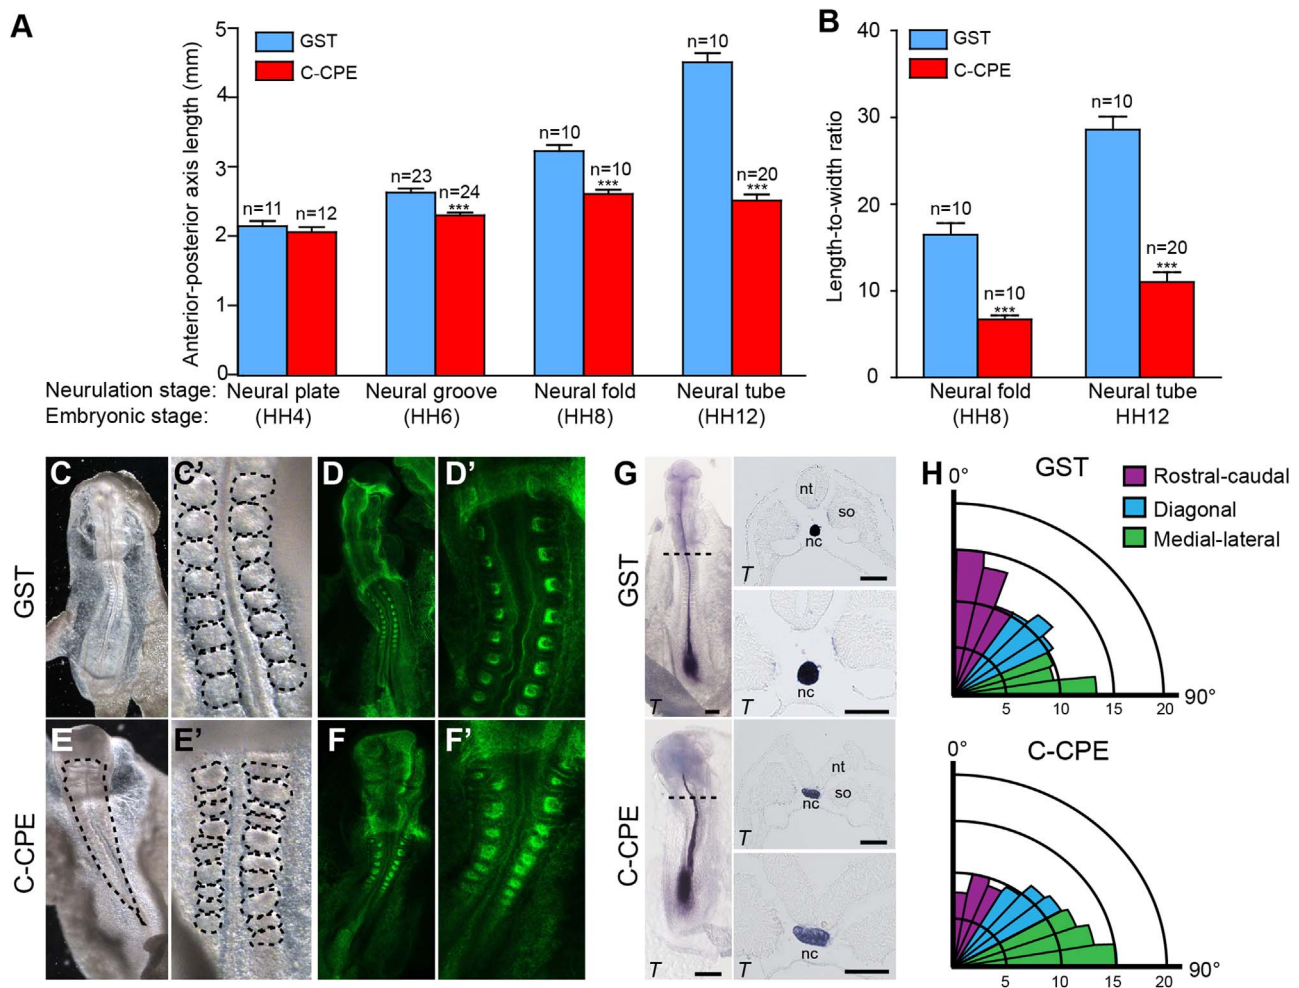 A
Anterior-posterior axis length (mm)
5
4
3
2
1
0
GST
C-CPE
n=11
n=12
n=23
n=24
***
n=10
n=10
***
n=10
n=20
***
Neurulation stage: Neural plate Neural groove Neural fold Neural tube
Embryonic stage: (HH4) (HH6) (HH8) (HH12)
B
Length-to-width ratio
40
30
20
10
0
GST
C-CPE
n=10
n=10
***
n=10
n=20
***
Neural fold Neural tube
(HH8) HH12
GST
C C' D D'
C-CPE
E E' F F'
G
GST
T
nt
so
nc
T
nc
T
C-CPE
T
nt
so
nc
T
nc
T
H
GST
0°
Rostral-caudal
Diagonal
Medial-lateral
90°
5 10 15 20
C-CPE
0°
90°
5 10 15 20